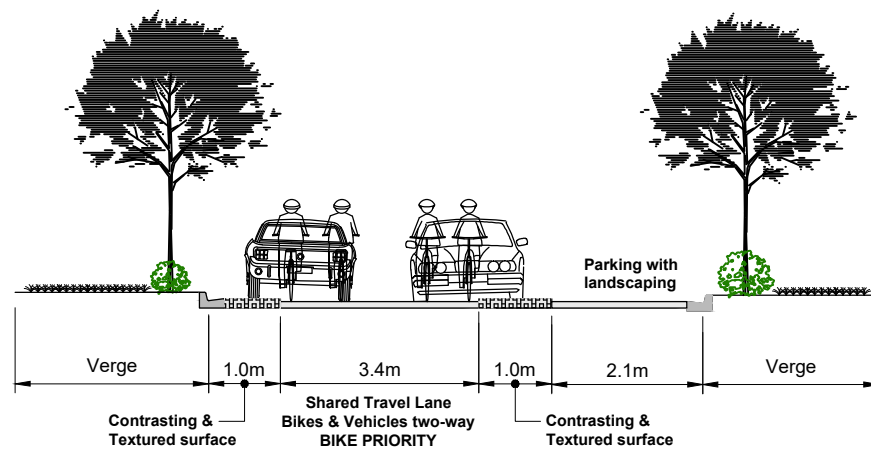 Parking with
landscaping
Verge
1.0m
3.4m
1.0m
2.1m
Verge
Contrasting &
Textured surface
Shared Travel Lane
Bikes & Vehicles two-way
BIKE PRIORITY
Contrasting &
Textured surface